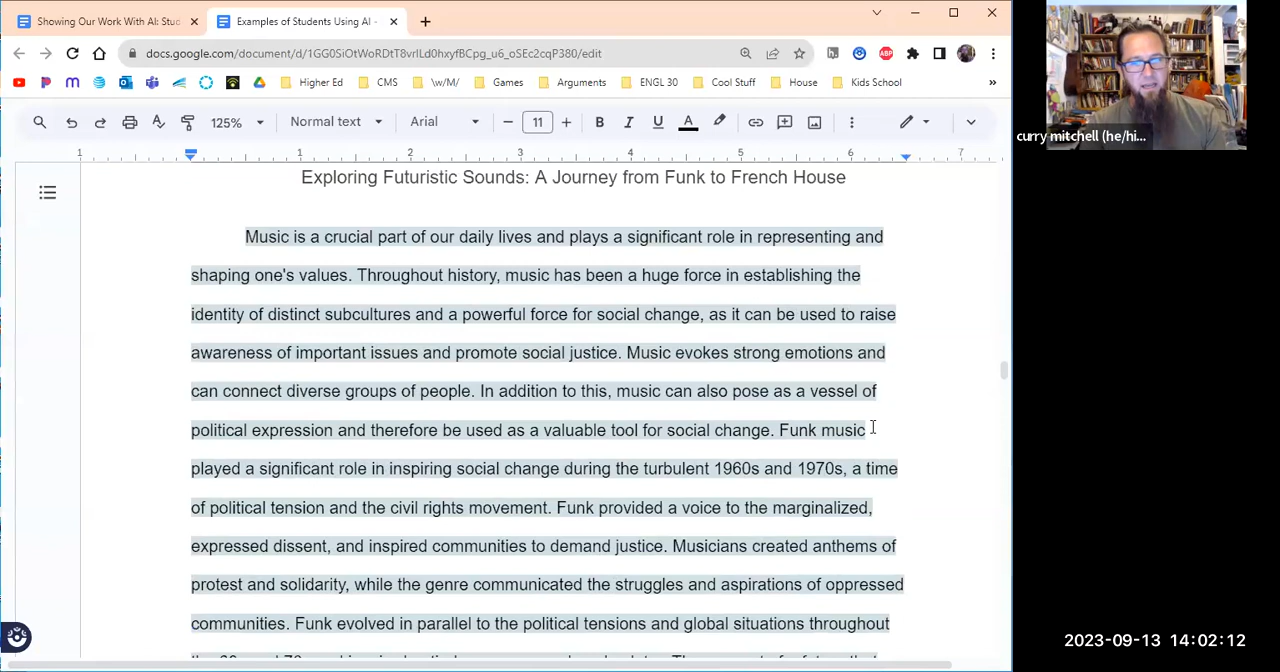 Showing Our Work With AI: Stud
Examples of Students Using AI -
docs.google.com/document/d/1GG0SiOtWoRDtT8vrlLd0hxyfBCpg_u6_oSEc2cqP380/edit
Higher Ed
CMS
\w/M/
Games
Arguments
ENGL 30
Cool Stuff
House
Kids School
»
125%
Normal text
Arial
11
1 1 2 3 4 5 6 7
Exploring Futuristic Sounds: A Journey from Funk to French House
Music is a crucial part of our daily lives and plays a significant role in representing and
shaping one's values. Throughout history, music has been a huge force in establishing the
identity of distinct subcultures and a powerful force for social change, as it can be used to raise
awareness of important issues and promote social justice. Music evokes strong emotions and
can connect diverse groups of people. In addition to this, music can also pose as a vessel of
political expression and therefore be used as a valuable tool for social change. Funk music
played a significant role in inspiring social change during the turbulent 1960s and 1970s, a time
of political tension and the civil rights movement. Funk provided a voice to the marginalized,
expressed dissent, and inspired communities to demand justice. Musicians created anthems of
protest and solidarity, while the genre communicated the struggles and aspirations of oppressed
communities. Funk evolved in parallel to the political tensions and global situations throughout
curry mitchell (he/hi...
2023-09-13 14:02:12